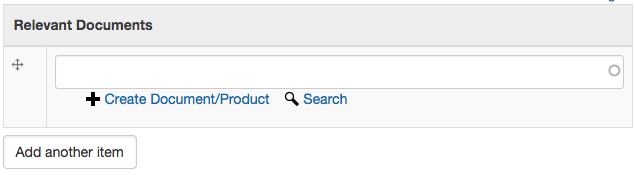 Relevant Documents
Create Document/Product Search
Add another item